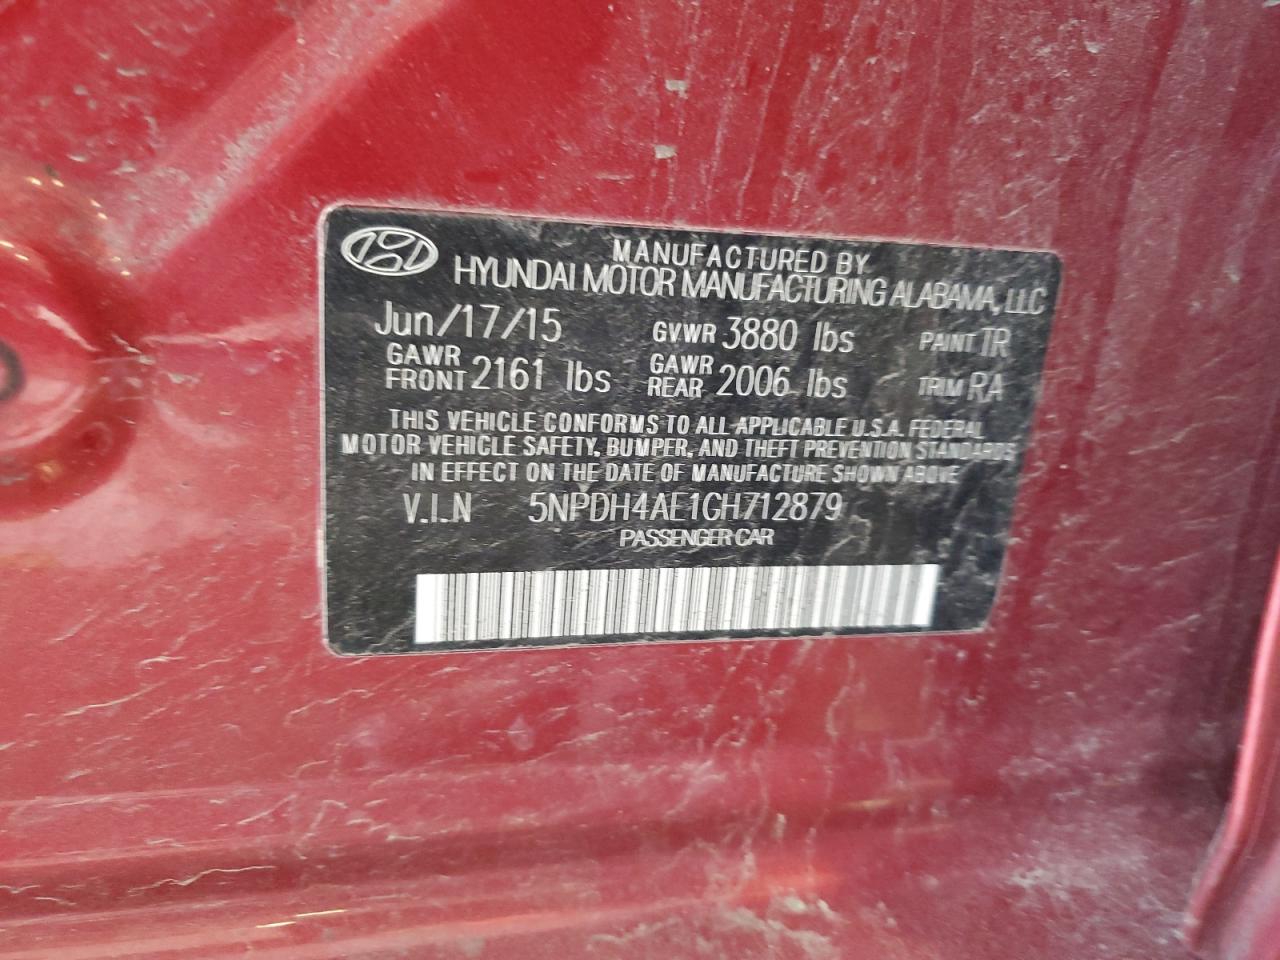 MANUFACTURED BY
HYUNDAI MOTOR MANUFACTURING ALABAMA, LLC
Jun/17/15 GVWR 3880 lbs PAINT TR
GAWR FRONT 2161 lbs GAWR REAR 2006 lbs TRIM RA
THIS VEHICLE CONFORMS TO ALL APPLICABLE U.S.A. FEDERAL
MOTOR VEHICLE SAFETY, BUMPER, AND THEFT PREVENTION STANDARDS
IN EFFECT ON THE DATE OF MANUFACTURE SHOWN ABOVE
V.I.N 5NPDH4AE1GH712879
PASSENGER CAR